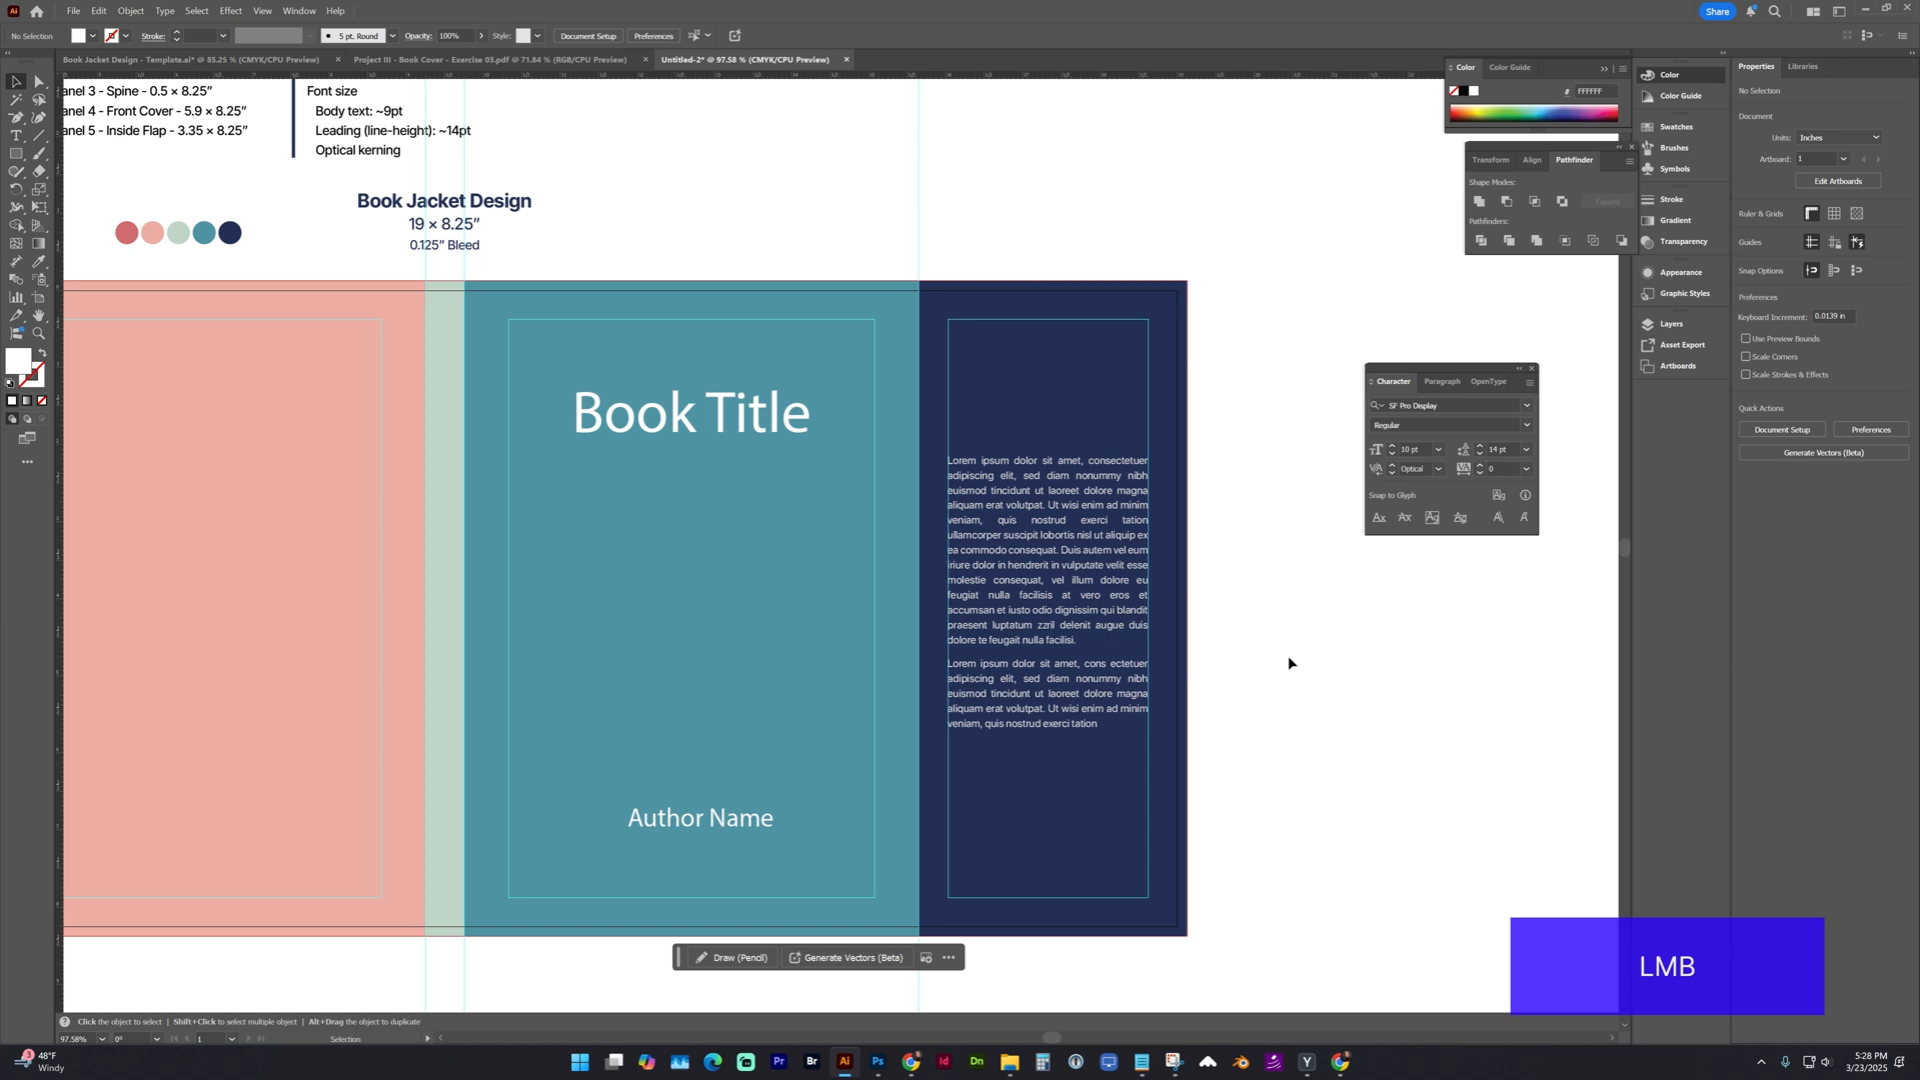 File Edit Object Type Select Effect View Window Help
Share
No Selection
Stroke:
5 pt. Round
Opacity: 100%
Style:
Document Setup
Preferences
Book Jacket Design - Template.ai* @ 85.25 % (CMYK/CPU Preview)
Project III - Book Cover - Exercise 03.pdf @ 71.84 % (RGB/CPU Preview)
Untitled-2* @ 97.58 % (CMYK/CPU Preview)
anel 3 - Spine - 0.5 × 8.25”
anel 4 - Front Cover - 5.9 × 8.25”
anel 5 - Inside Flap - 3.35 × 8.25”
Font size
Body text: ~9pt
Leading (line-height): ~14pt
Optical kerning
Book Jacket Design
19 × 8.25”
0.125” Bleed
Book Title
Author Name
Lorem ipsum dolor sit amet, consectetuer
adipiscing elit, sed diam nonummy nibh
euismod tincidunt ut laoreet dolore magna
aliquam erat volutpat. Ut wisi enim ad minim
veniam, quis nostrud exerci tation
ullamcorper suscipit lobortis nisl ut aliquip ex
ea commodo consequat. Duis autem vel eum
iriure dolor in hendrerit in vulputate velit esse
molestie consequat, vel illum dolore eu
feugiat nulla facilisis at vero eros et
accumsan et iusto odio dignissim qui blandit
praesent luptatum zzril delenit augue duis
dolore te feugait nulla facilisi.
Lorem ipsum dolor sit amet, cons ectetuer
adipiscing elit, sed diam nonummy nibh
euismod tincidunt ut laoreet dolore magna
aliquam erat volutpat. Ut wisi enim ad minim
veniam, quis nostrud exerci tation
Color
Color Guide
# FFFFFF
Transform
Align
Pathfinder
Shape Modes:
Expand
Pathfinders:
Character
Paragraph
OpenType
SF Pro Display
Regular
10 pt
14 pt
Optical
0
Snap to Glyph
Color
Color Guide
Swatches
Brushes
Symbols
Stroke
Gradient
Transparency
Appearance
Graphic Styles
Layers
Asset Export
Artboards
Properties
Libraries
No Selection
Document
Units: Inches
Artboard: 1
Edit Artboards
Ruler & Grids
Guides
Snap Options
Preferences
Keyboard Increment: 0.0139 in
Use Preview Bounds
Scale Corners
Scale Strokes & Effects
Quick Actions
Document Setup
Preferences
Generate Vectors (Beta)
Draw (Pencil)
Generate Vectors (Beta)
LMB
Click the object to select | Shift+Click to select multiple object | Alt+Drag the object to duplicate
97.58%
0°
1
Selection
48°F
Windy
5:28 PM
3/23/2025